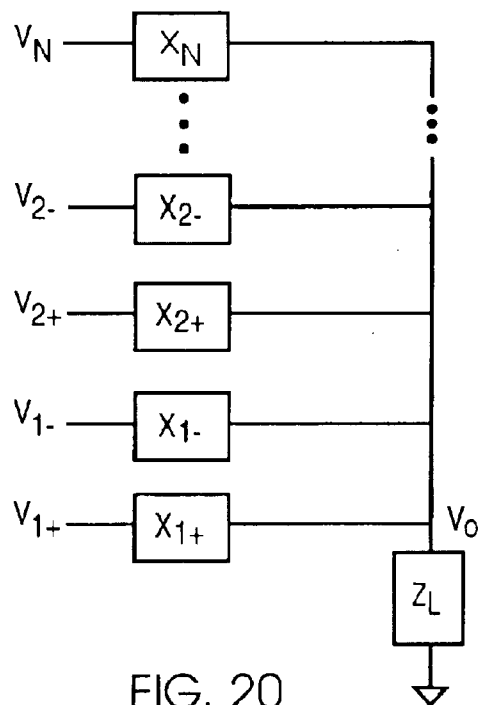 V_N X_N
V_2- X_2-
V_2+ X_2+
V_1- X_1-
V_1+ X_1+ V_o
Z_L
FIG. 20